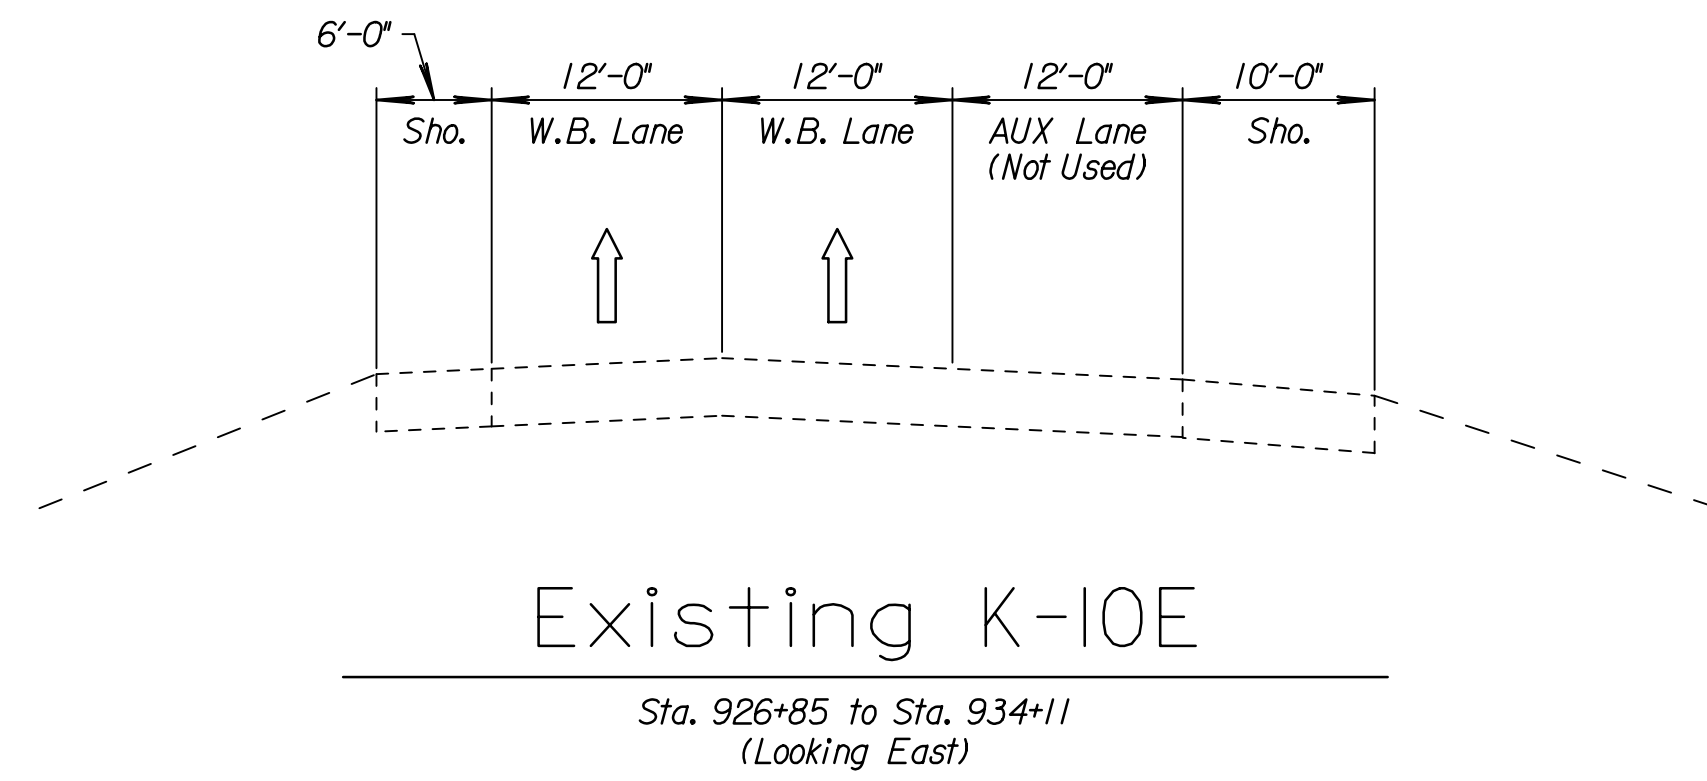 6'-0"
12'-0" 12'-0" 12'-0" 10'-0"
Sho. W.B. Lane W.B. Lane AUX Lane Sho.
(Not Used)
Existing K-10E
Sta. 926+85 to Sta. 934+11
(Looking East)